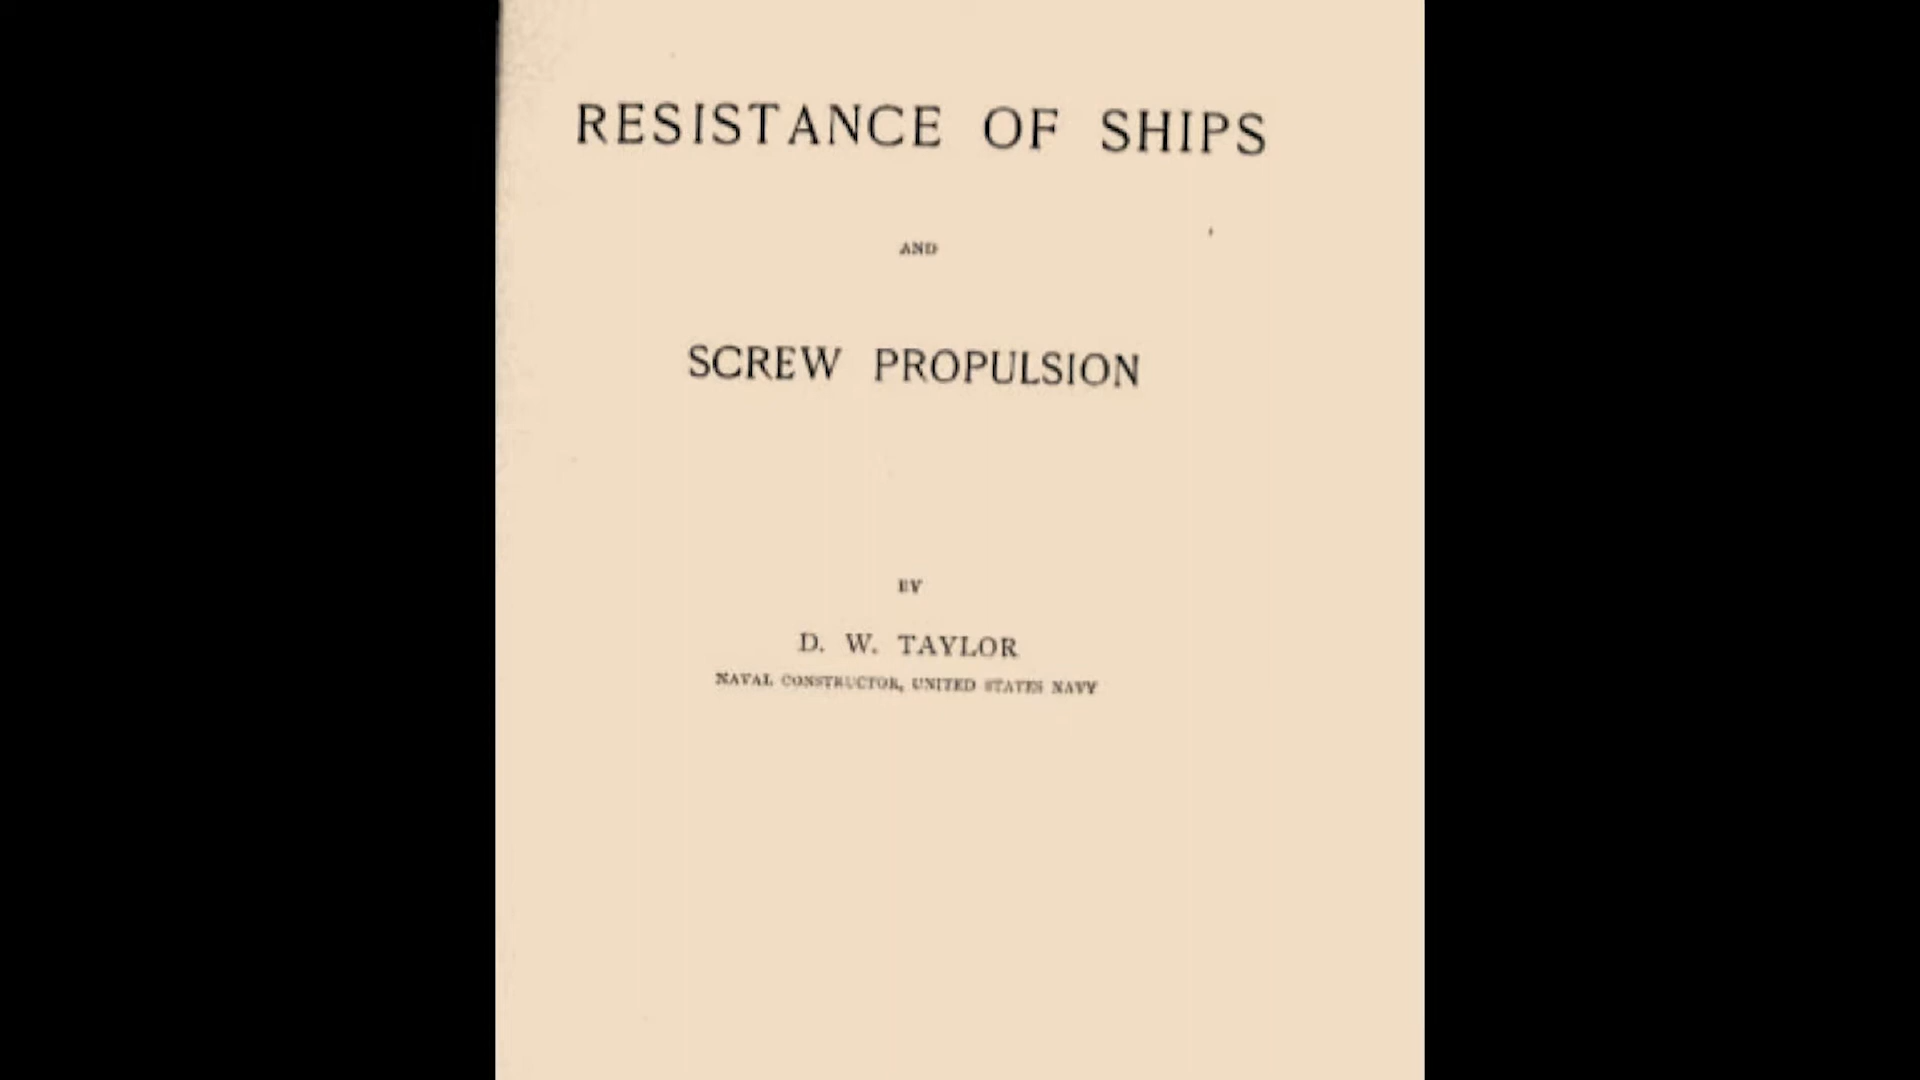 RESISTANCE OF SHIPS
AND
SCREW PROPULSION
BY
D. W. TAYLOR
NAVAL CONSTRUCTOR, UNITED STATES NAVY